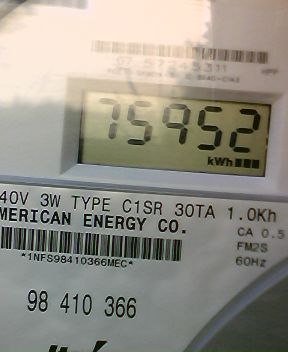 75952
kWh
40V 3W TYPE C1SR 30TA 1.0Kh
MERICAN ENERGY CO.
CA 0.5
FM2S
60Hz
*1NFS98410366MEC*
98 410 366